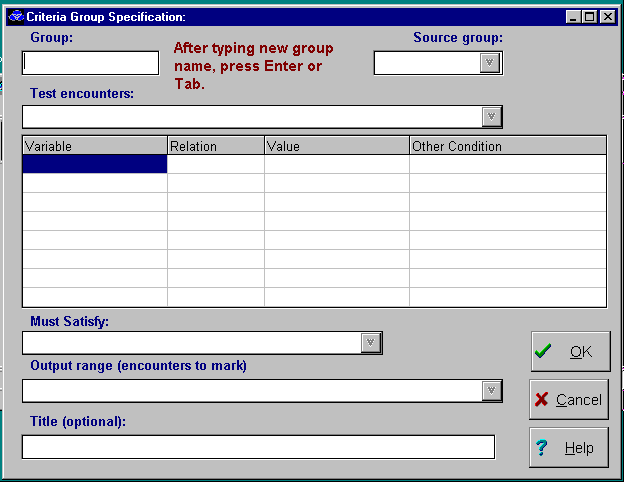 Criteria Group Specification:
Group:
After typing new group
name, press Enter or
Tab.
Source group:
Test encounters:
Variable Relation Value Other Condition
Must Satisfy:
OK
Output range (encounters to mark)
Cancel
Title (optional):
? Help